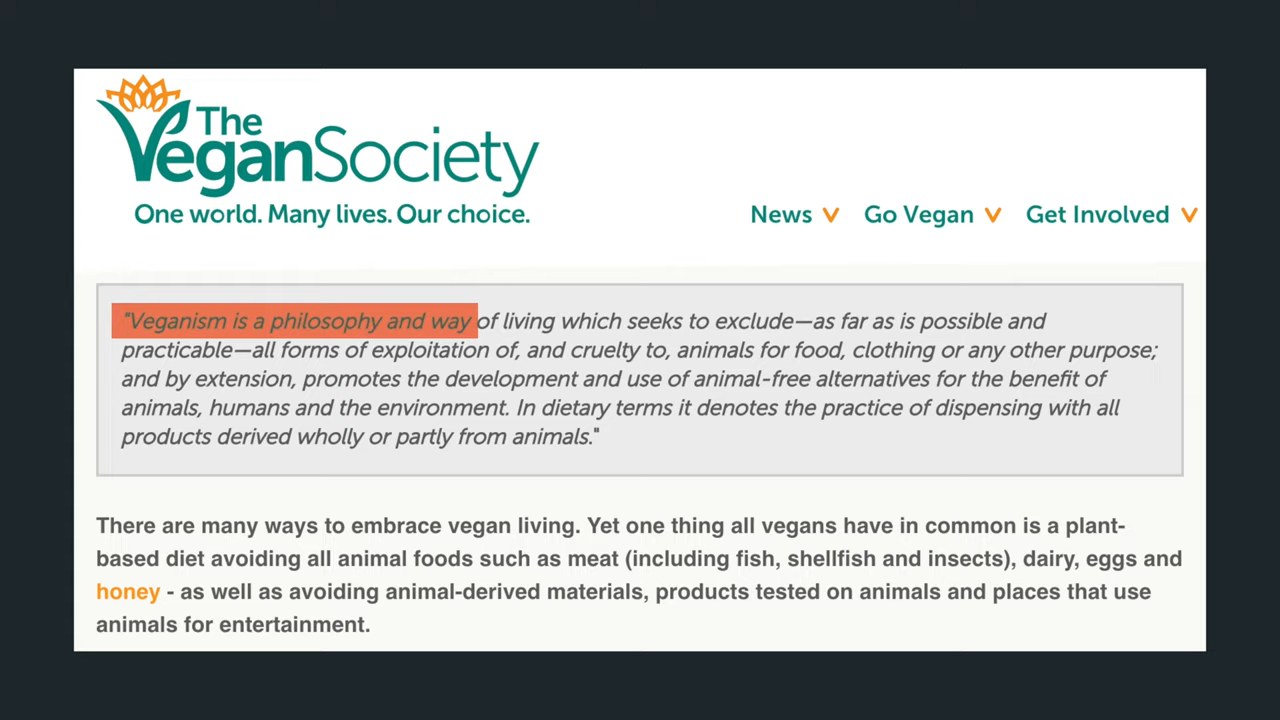 The
VeganSociety
One world. Many lives. Our choice.
News Go Vegan Get Involved
"Veganism is a philosophy and way of living which seeks to exclude—as far as is possible and
practicable—all forms of exploitation of, and cruelty to, animals for food, clothing or any other purpose;
and by extension, promotes the development and use of animal-free alternatives for the benefit of
animals, humans and the environment. In dietary terms it denotes the practice of dispensing with all
products derived wholly or partly from animals."
There are many ways to embrace vegan living. Yet one thing all vegans have in common is a plant-
based diet avoiding all animal foods such as meat (including fish, shellfish and insects), dairy, eggs and
honey - as well as avoiding animal-derived materials, products tested on animals and places that use
animals for entertainment.